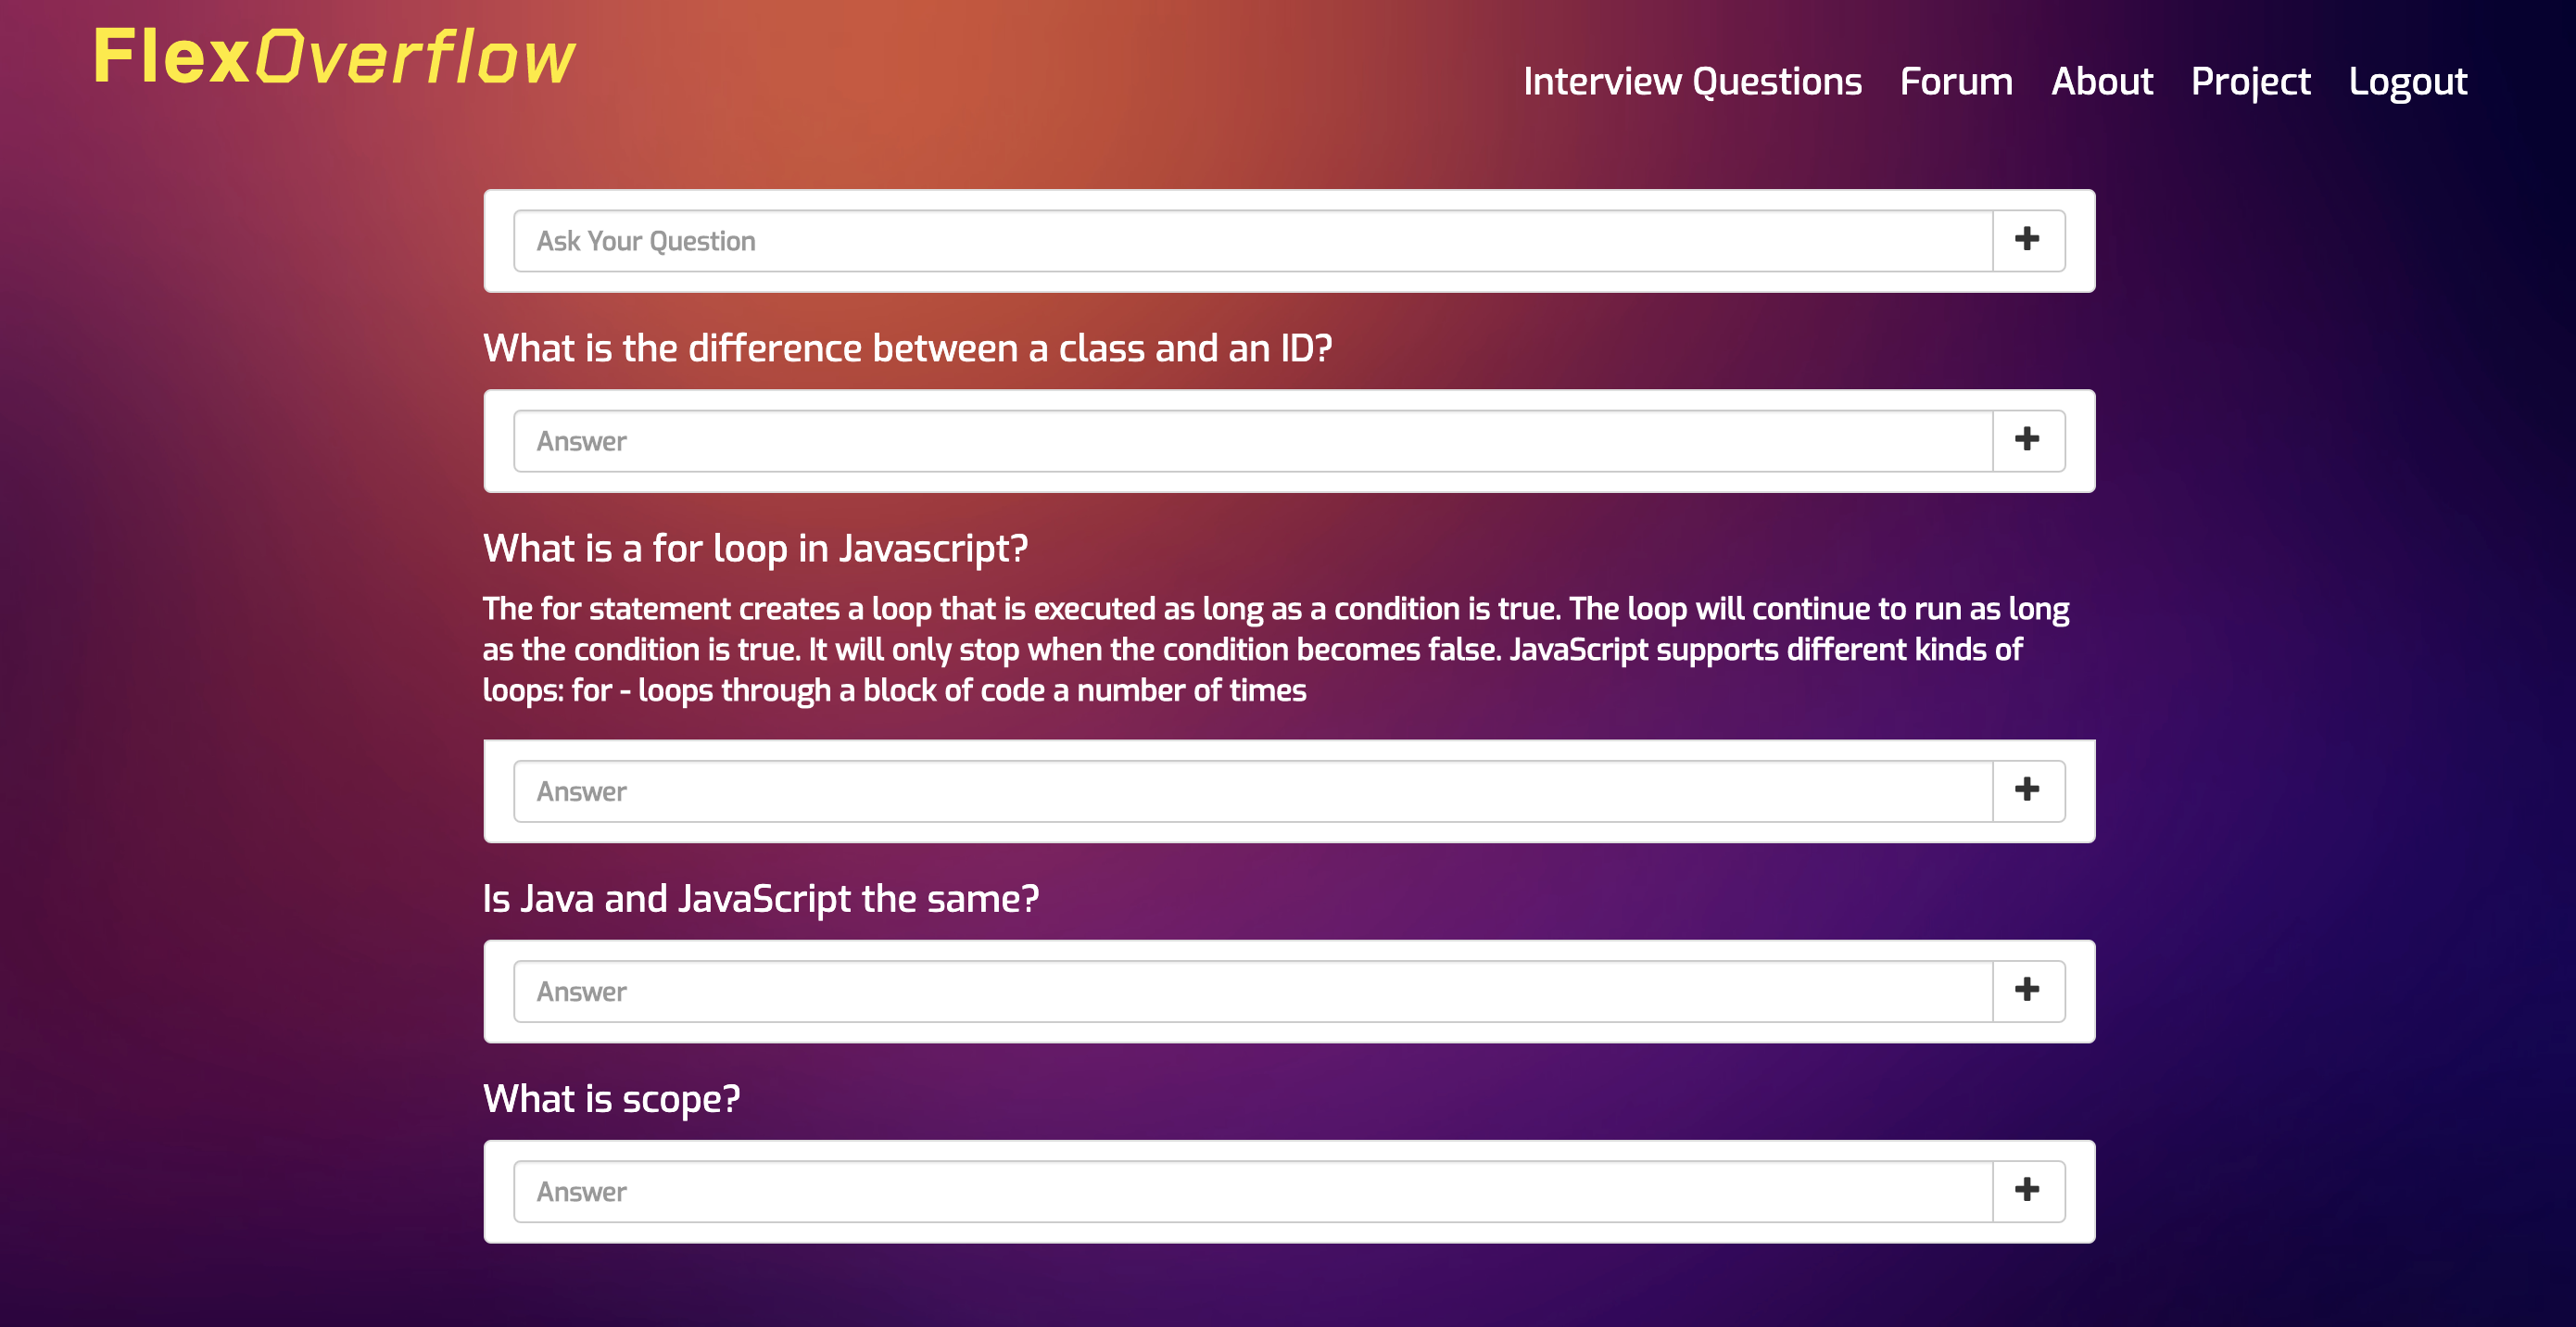 FlexOverflow
Interview Questions Forum About Project Logout
Ask Your Question
What is the difference between a class and an ID?
Answer
What is a for loop in Javascript?
The for statement creates a loop that is executed as long as a condition is true. The loop will continue to run as long
as the condition is true. It will only stop when the condition becomes false. JavaScript supports different kinds of
loops: for - loops through a block of code a number of times
Answer
Is Java and JavaScript the same?
Answer
What is scope?
Answer